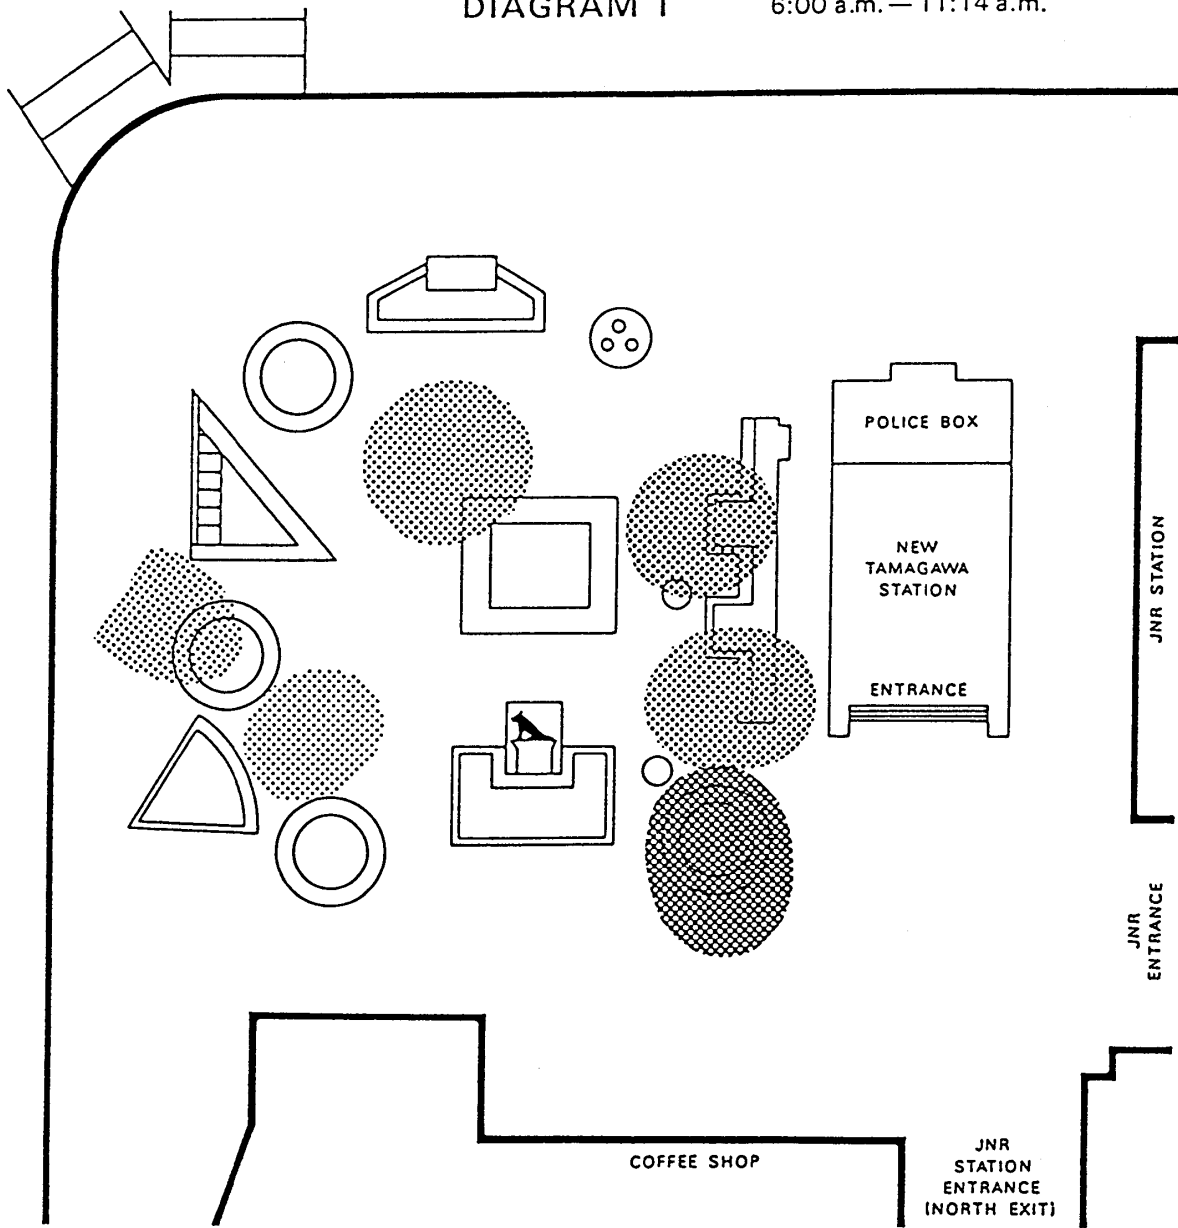 DIAGRAM 1
6:00 a.m. — 11:14 a.m.
POLICE BOX
NEW
TAMAGAWA
STATION
ENTRANCE
JNR STATION
JNR
ENTRANCE
COFFEE SHOP
JNR
STATION
ENTRANCE
(NORTH EXIT)